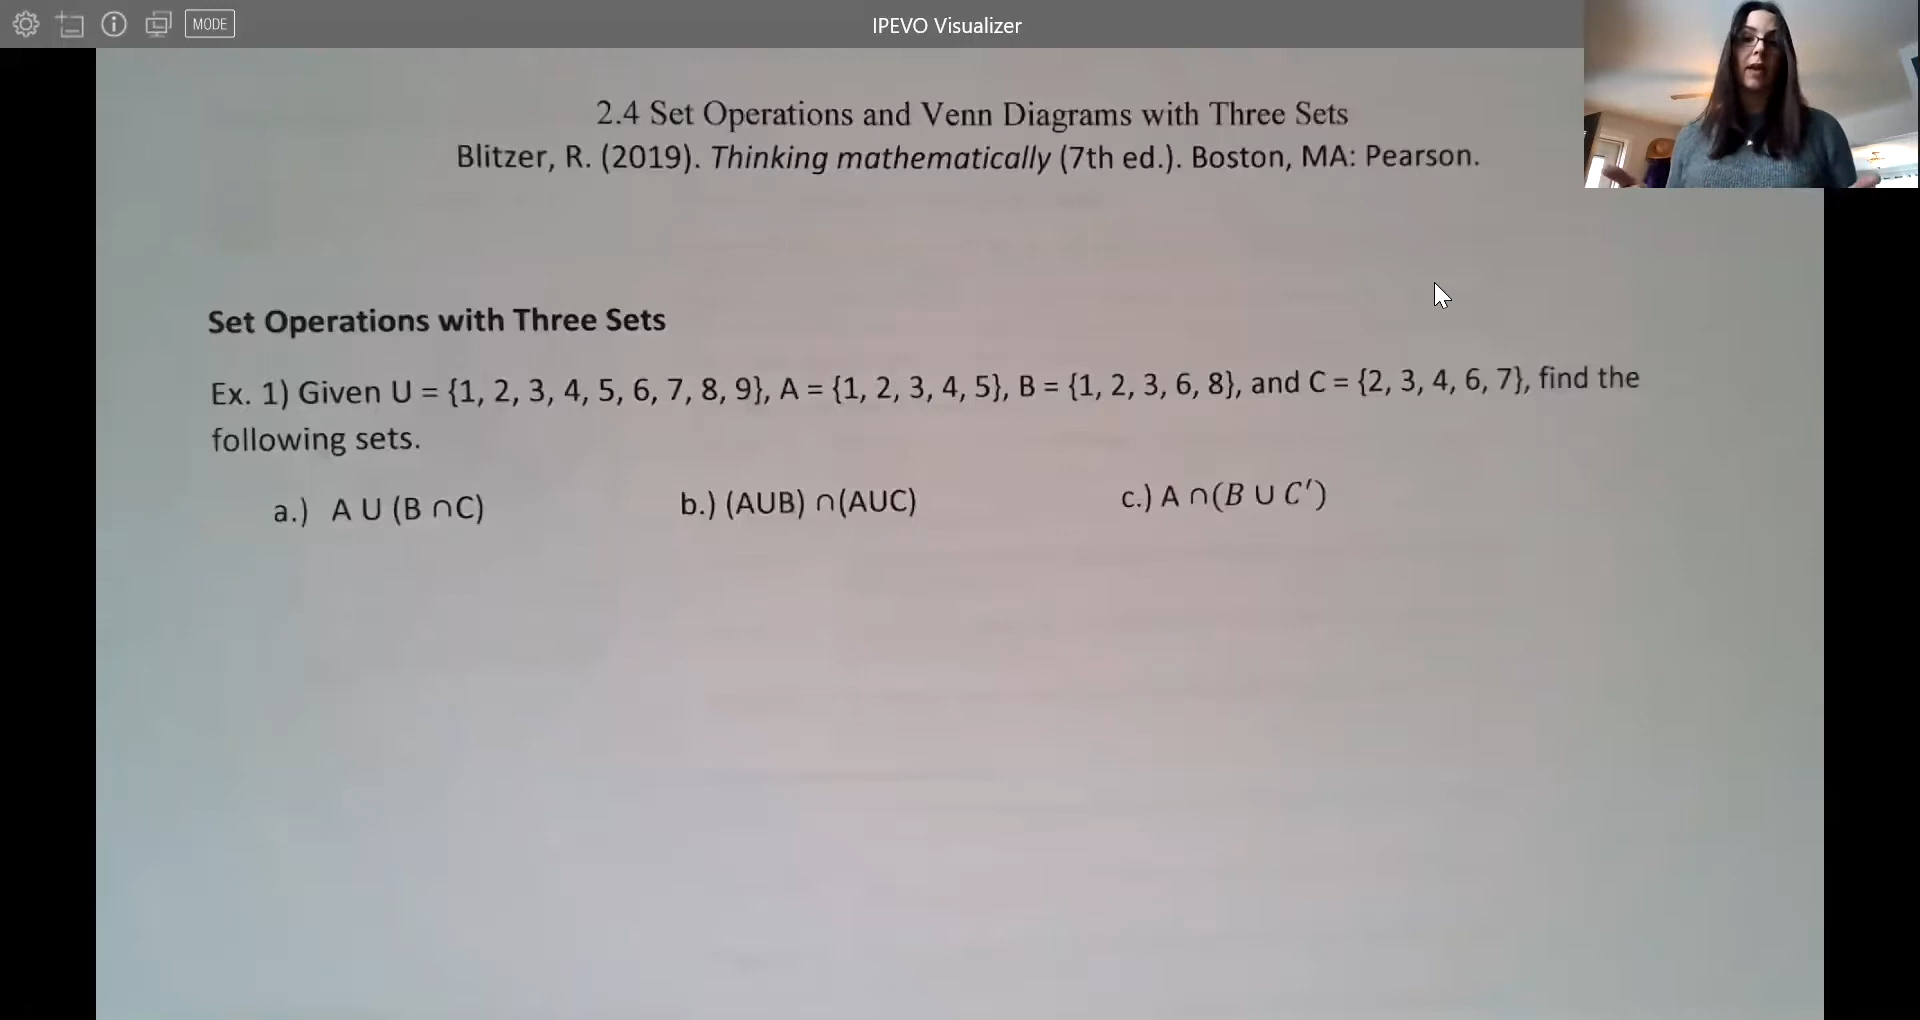 MODE
IPEVO Visualizer
2.4 Set Operations and Venn Diagrams with Three Sets
Blitzer, R. (2019). Thinking mathematically (7th ed.). Boston, MA: Pearson.
Set Operations with Three Sets
Ex. 1) Given U = {1, 2, 3, 4, 5, 6, 7, 8, 9}, A = {1, 2, 3, 4, 5}, B = {1, 2, 3, 6, 8}, and C = {2, 3, 4, 6, 7}, find the
following sets.
a.) A U (B ∩C) b.) (AUB) ∩(AUC) c.) A ∩(B ∪ C′)